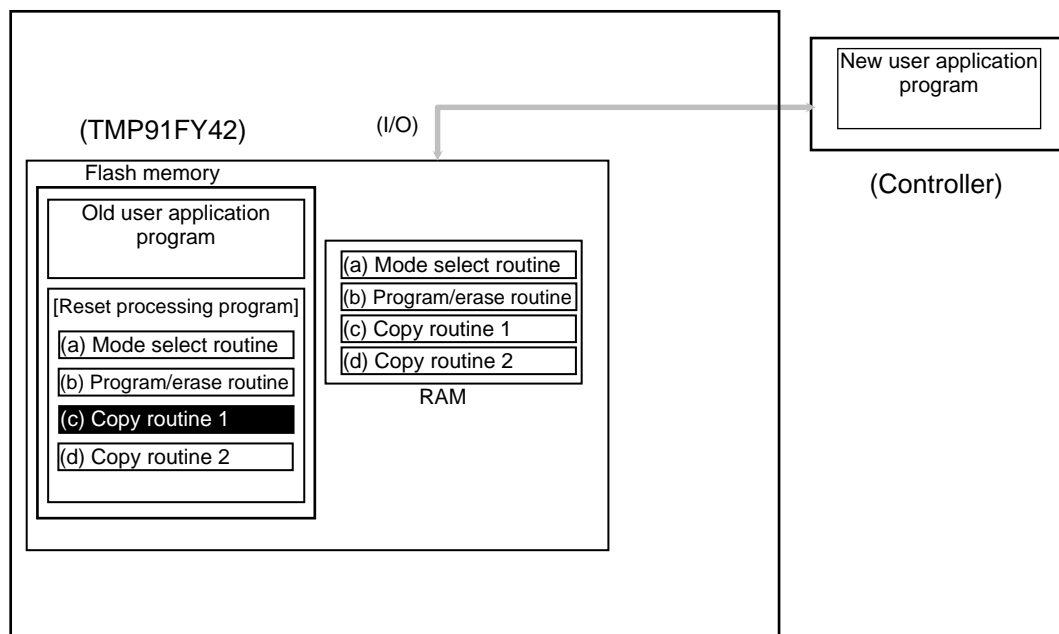 New user application
program
(Controller)
(I/O)
(TMP91FY42)
Flash memory
Old user application
program
[Reset processing program]
(a) Mode select routine
(b) Program/erase routine
(c) Copy routine 1
(d) Copy routine 2
(a) Mode select routine
(b) Program/erase routine
(c) Copy routine 1
(d) Copy routine 2
RAM